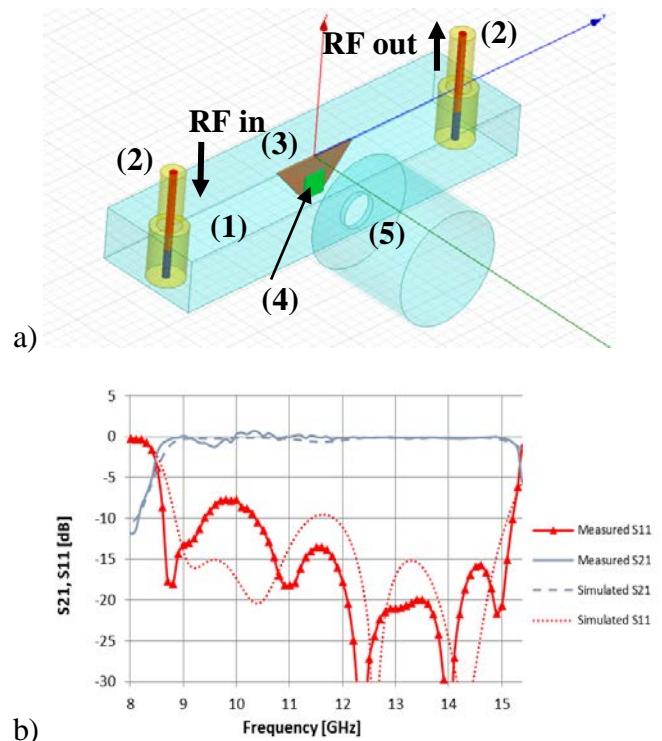 RF out
(2)
RF in
(3)
(2)
(1)
(5)
(4)
a)
5
0
-5
-10
-15
-20
-25
-30
S21, S11 [dB]
8 9 10 11 12 13 14 15
Frequency [GHz]
Measured S11
Measured S21
Simulated S21
Simulated S11
b)